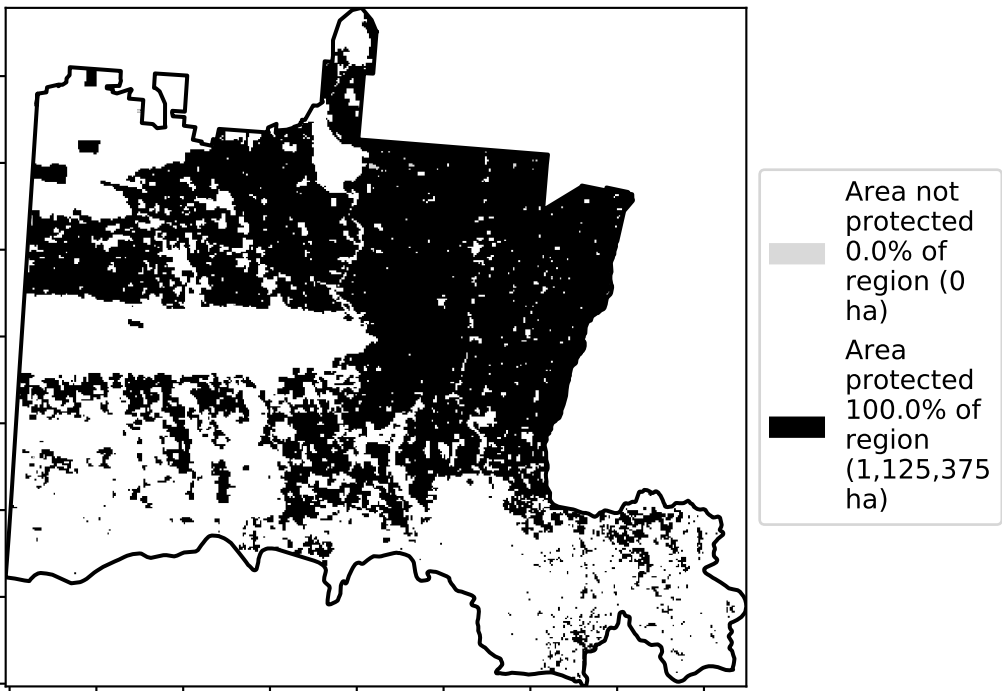 Area not
protected
0.0% of
region (0
ha)
Area
protected
100.0% of
region
(1,125,375
ha)